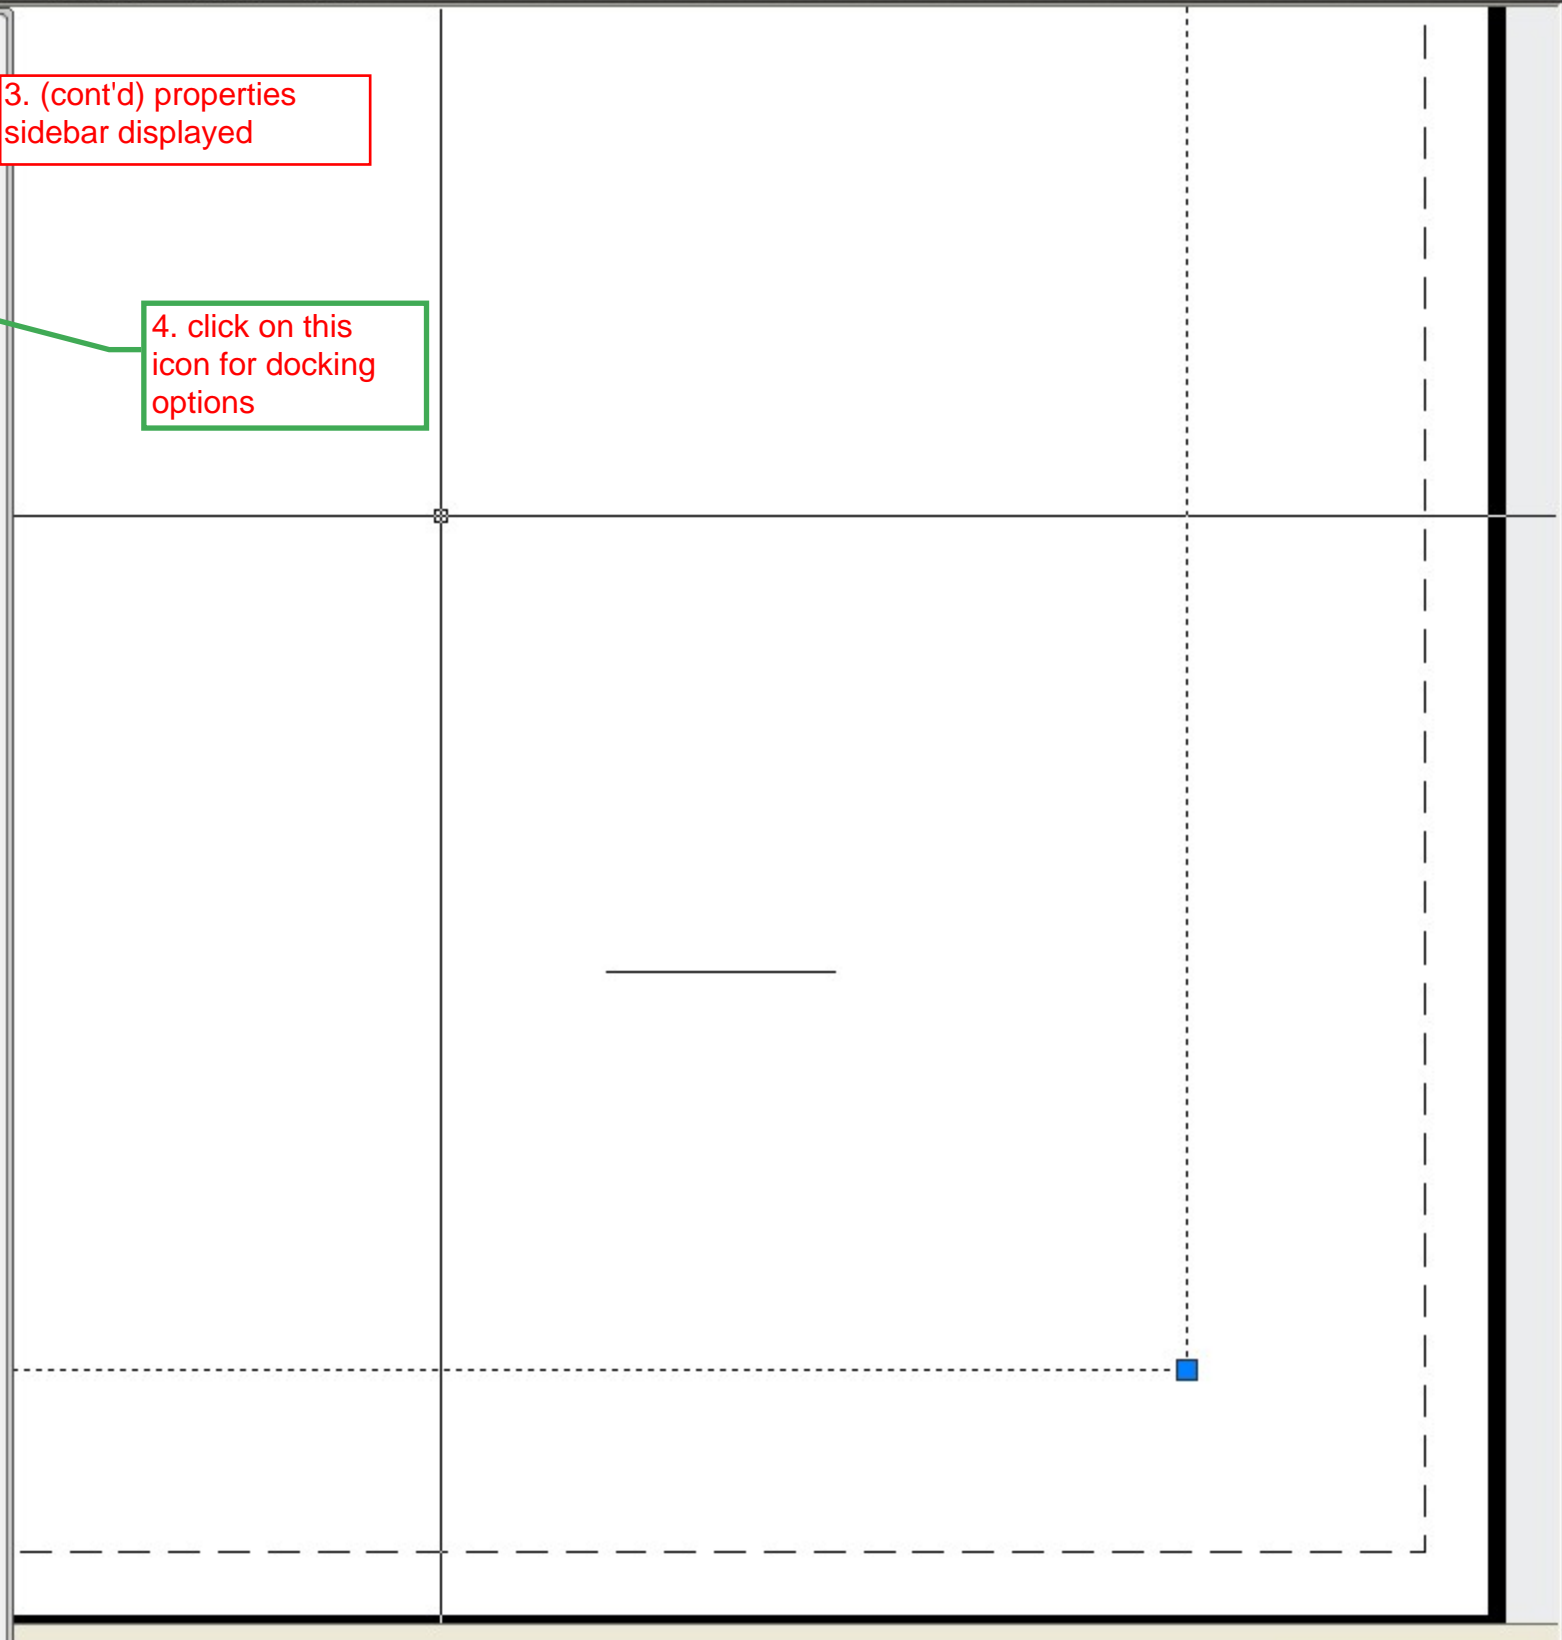 3. (cont'd) properties
sidebar displayed
4. click on this
icon for docking
options